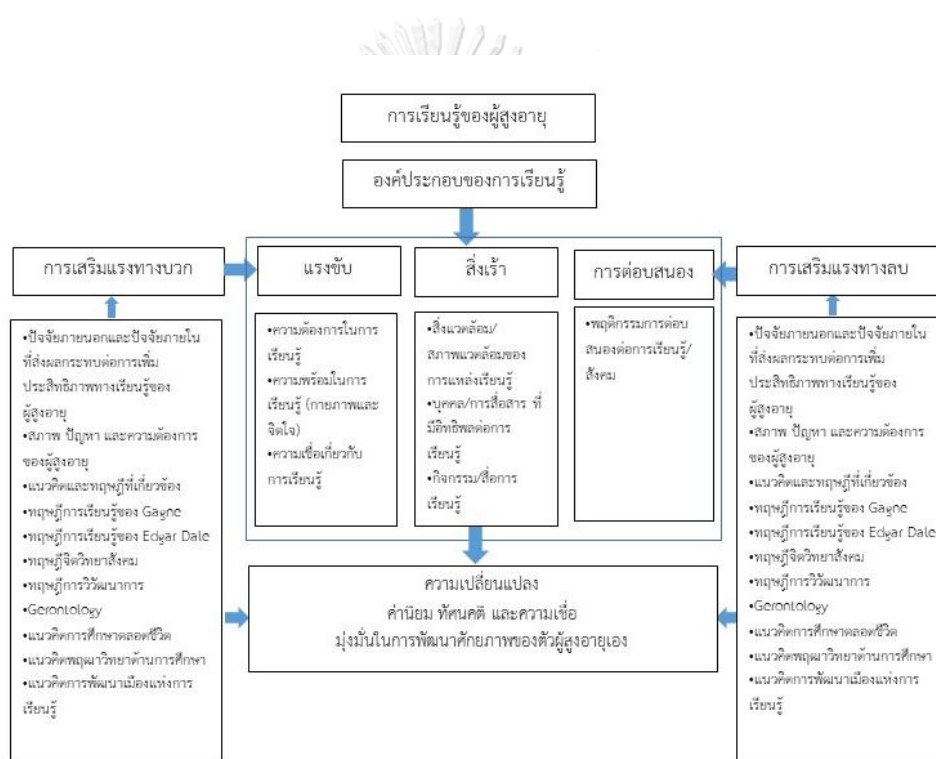 การเรียนรู้ของผู้สูงอายุ
องค์ประกอบของการเรียนรู้
การเสริมแรงทางบวก
แรงขับ
สิ่งเร้า
การต่อบสนอง
การเสริมแรงทางลบ
•ปัจจัยภายนอกและปัจจัยภายใน
ที่ส่งผลกระทบต่อการเพิ่ม
ประสิทธิภาพทางเรียนรู้ของ
ผู้สูงอายุ
•สภาพ ปัญหา และความต้องการ
ของผู้สูงอายุ
•แนวคิดและทฤษฎีที่เกี่ยวข้อง
•ทฤษฎีการเรียนรู้ของ Gagne
•ทฤษฎีการเรียนรู้ของ Edgar Dale
•ทฤษฎีจิตวิทยาสังคม
•ทฤษฎีการวิวัฒนาการ
•Gerontology
•แนวคิดการศึกษาตลอดชีวิต
•แนวคิดพฤฒาวิทยาด้านการศึกษา
•แนวคิดการพัฒนาเมืองแห่งการ
เรียนรู้
•ความต้องการในการ
เรียนรู้
•ความพร้อมในการ
เรียนรู้ (กายภาพและ
จิตใจ)
•ความเชื่อเกี่ยวกับ
การเรียนรู้
•สิ่งแวดล้อม/
สภาพแวดล้อมของ
การแหล่งเรียนรู้
•บุคคล/การสื่อสาร ที่
มีอิทธิพลต่อการ
เรียนรู้
•กิจกรรม/สื่อการ
เรียนรู้
•พฤติกรรมการต่อบ
สนองต่อการเรียนรู้/
สังคม
•ปัจจัยภายนอกและปัจจัยภายใน
ที่ส่งผลกระทบต่อการเพิ่ม
ประสิทธิภาพทางเรียนรู้ของ
ผู้สูงอายุ
•สภาพ ปัญหา และความต้องการ
ของผู้สูงอายุ
•แนวคิดและทฤษฎีที่เกี่ยวข้อง
•ทฤษฎีการเรียนรู้ของ Gagne
•ทฤษฎีการเรียนรู้ของ Edgar Dale
•ทฤษฎีจิตวิทยาสังคม
•ทฤษฎีการวิวัฒนาการ
•Gerontology
•แนวคิดการศึกษาตลอดชีวิต
•แนวคิดพฤฒาวิทยาด้านการศึกษา
•แนวคิดการพัฒนาเมืองแห่งการ
เรียนรู้
ความเปลี่ยนแปลง
ค่านิยม ทัศนคติ และความเชื่อ
มุ่งมั่นในการพัฒนาศักยภาพของตัวผู้สูงอายุเอง